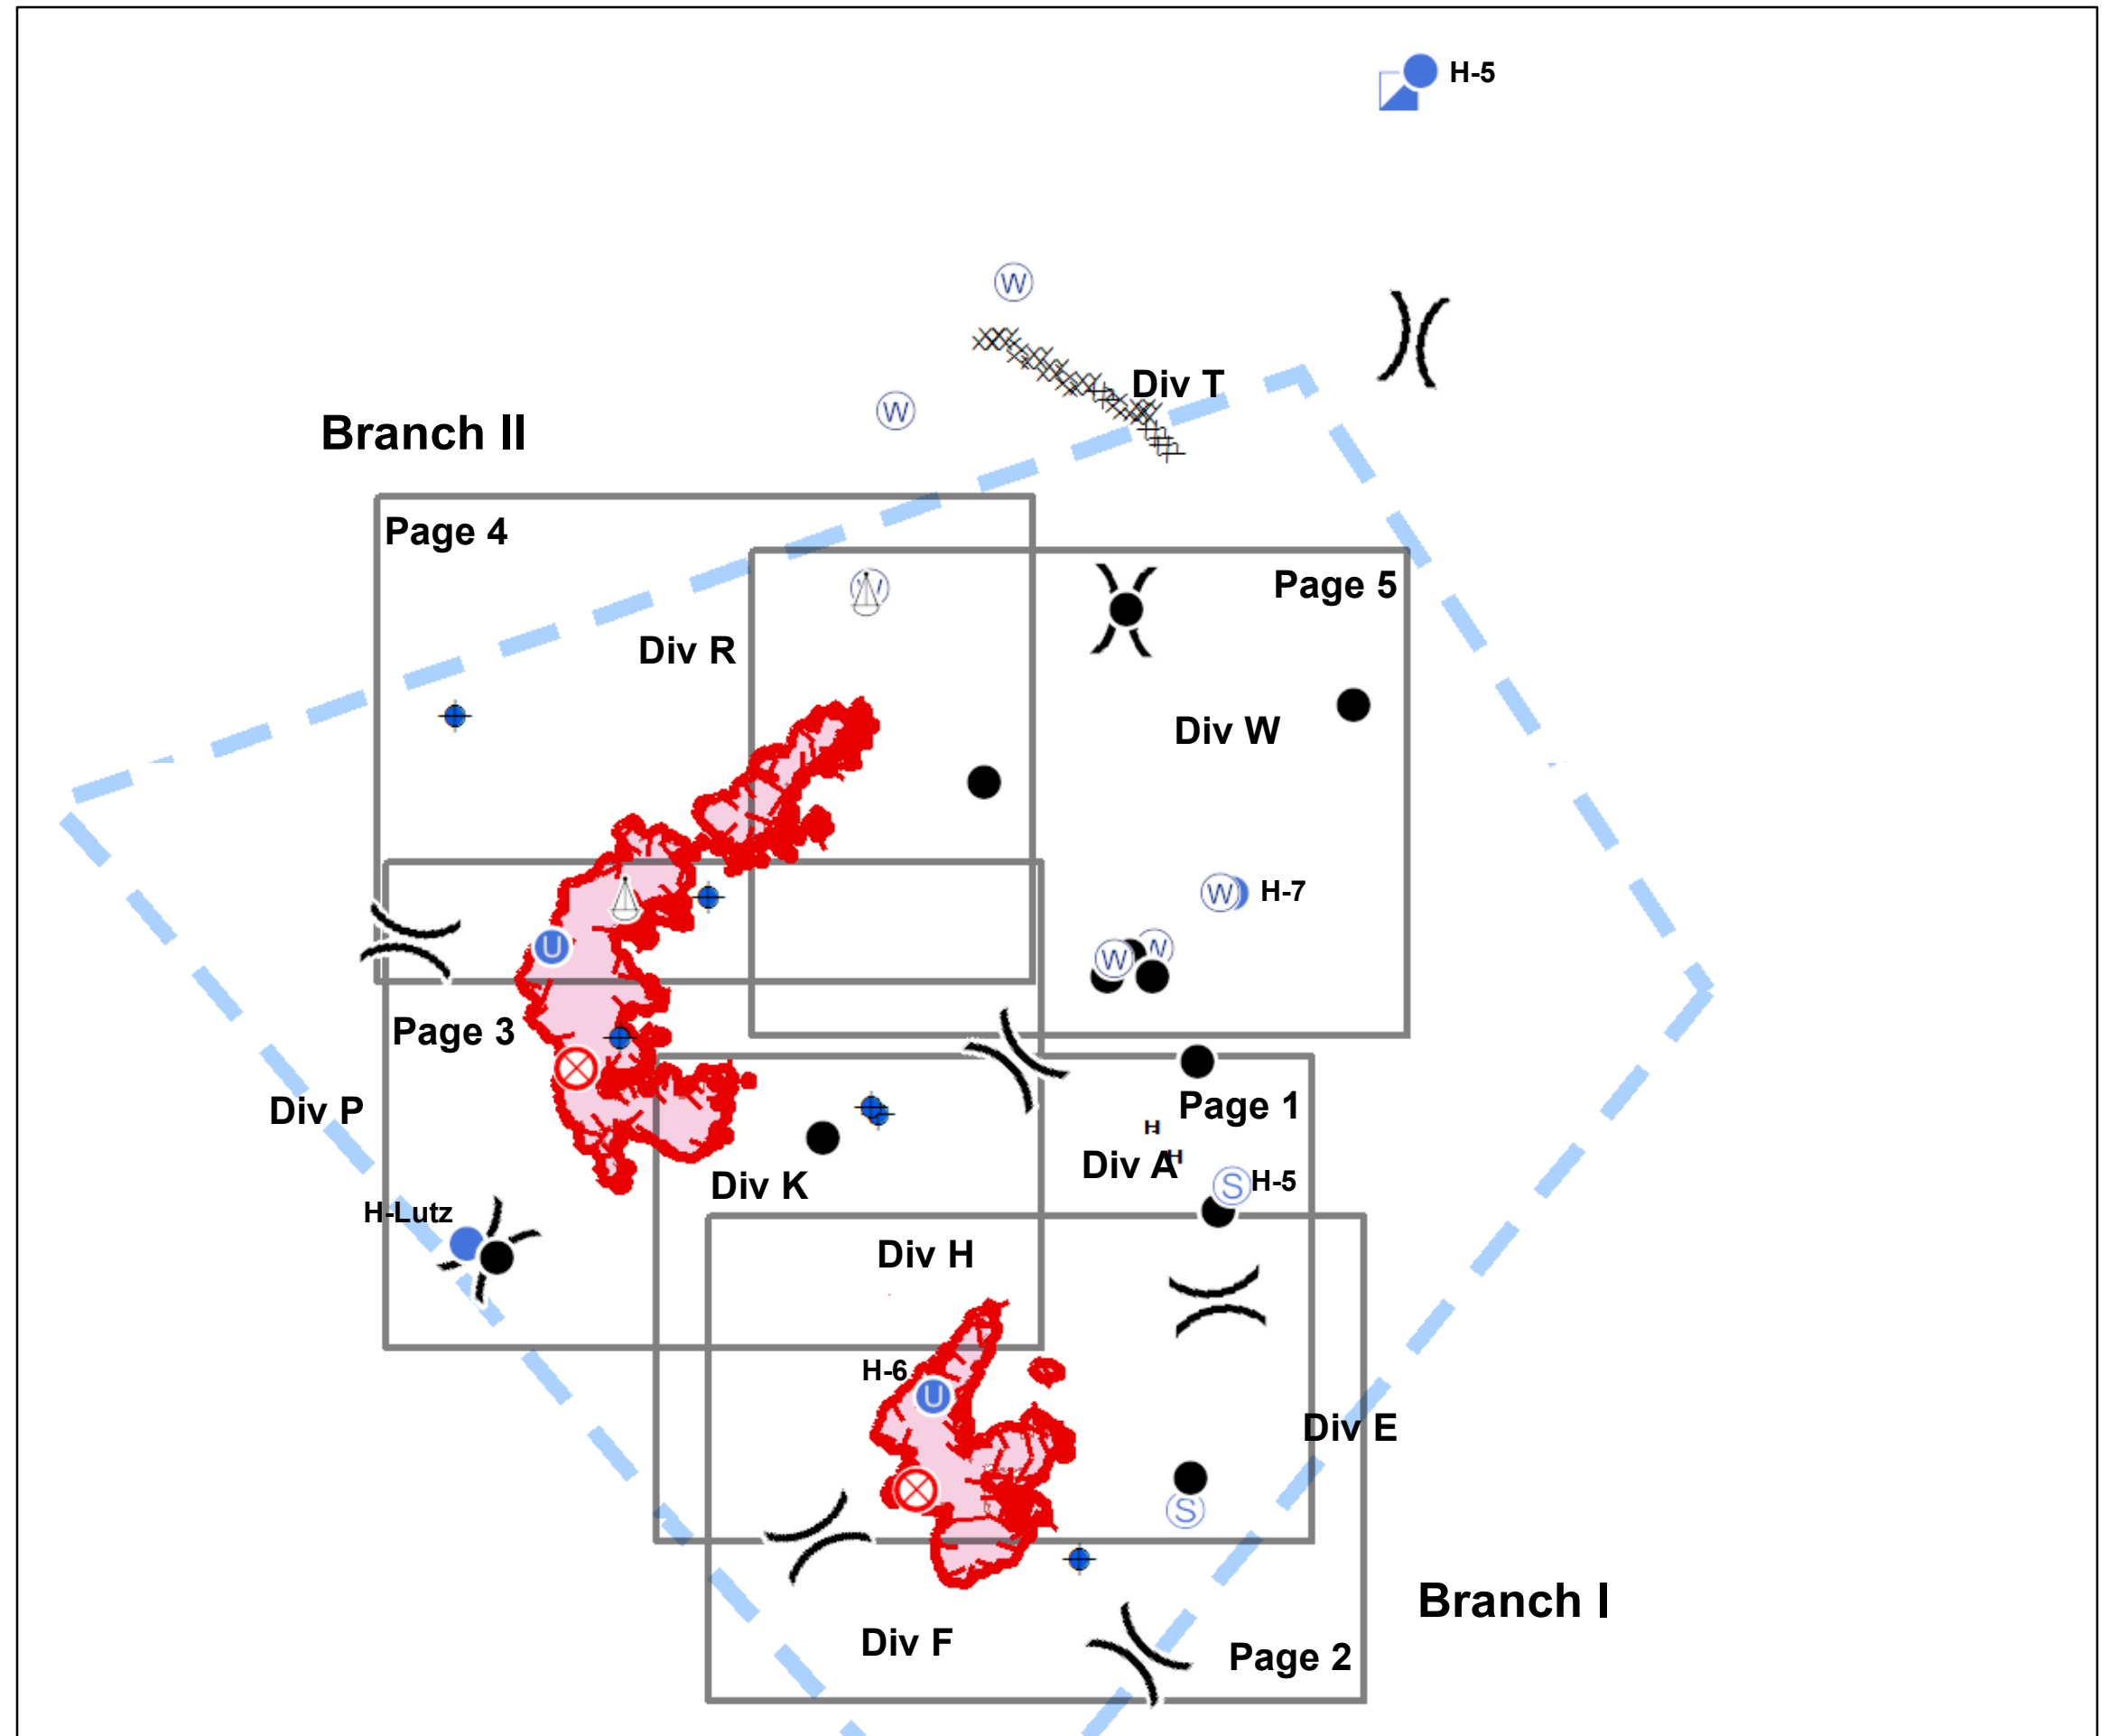 H-5
W
Div T
W
Branch II
Page 4
Page 5
W
Div R
Div W
W
H-7
U
W
W
Page 3
Page 1
Div P
H
Div A
H
Div K
S
H-5
H-Lutz
Div H
H-6
U
Div E
S
Branch I
Div F
Page 2